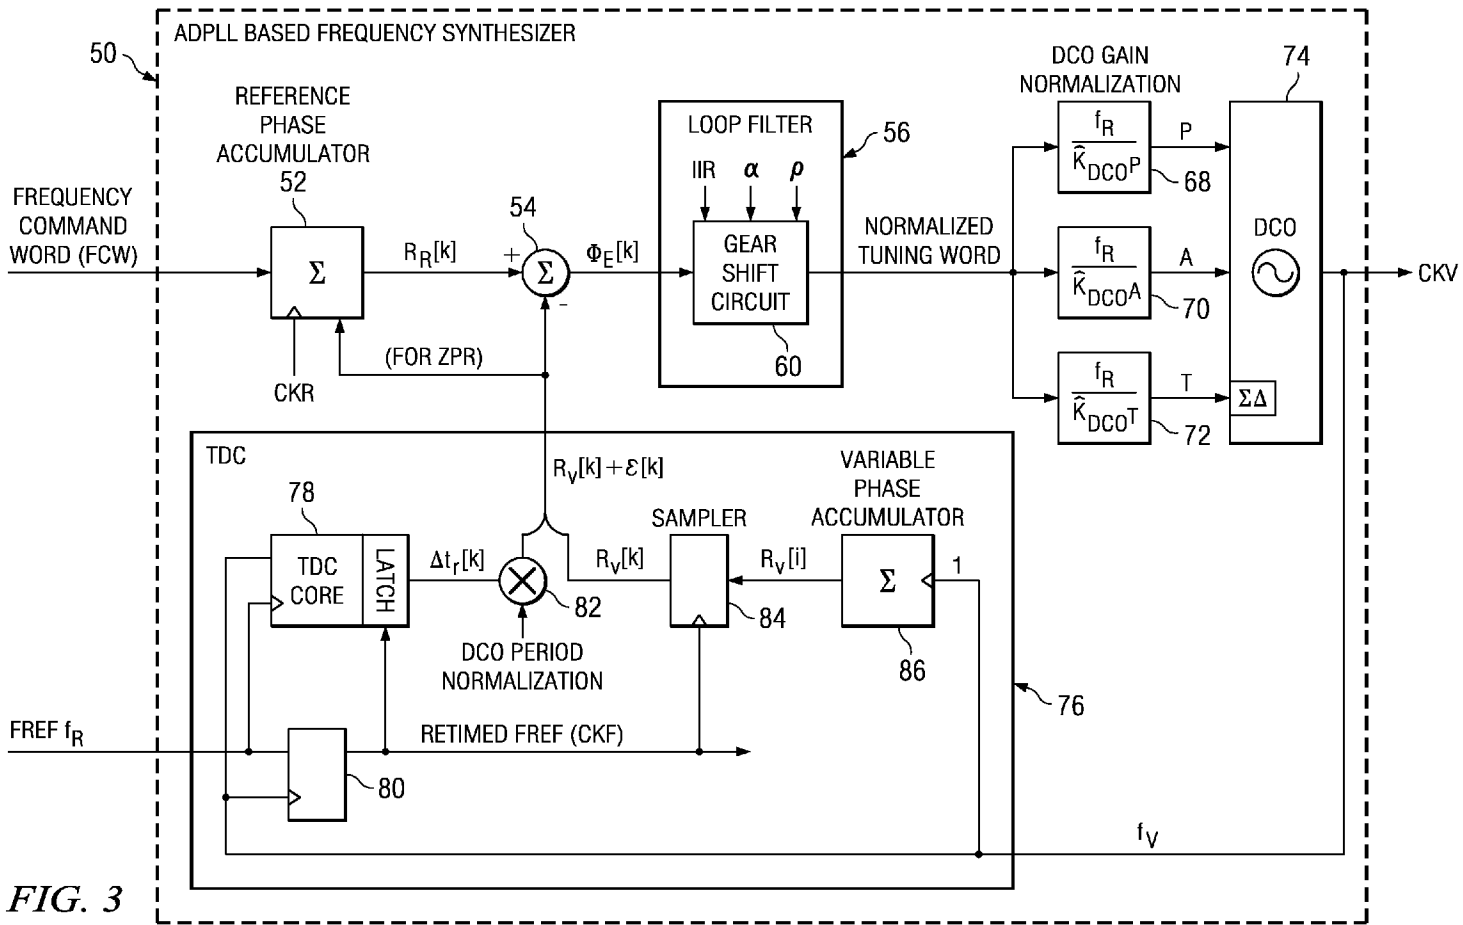 ADPLL BASED FREQUENCY SYNTHESIZER
50
DCO GAIN
NORMALIZATION
74
REFERENCE
PHASE
ACCUMULATOR
52
LOOP FILTER
56
IIR α ρ
f_R
K̂_DCOP
P
68
FREQUENCY
COMMAND
WORD (FCW)
Σ
R_R[k]
+
54
Σ
-
Φ_E[k]
GEAR
SHIFT
CIRCUIT
60
NORMALIZED
TUNING WORD
f_R
K̂_DCOA
A
70
DCO
CKV
(FOR ZPR)
CKR
f_R
K̂_DCOT
T
72
ΣΔ
TDC
R_V[k]+ε[k]
78
TDC
CORE
LATCH
Δt_r[k]
82
DCO PERIOD
NORMALIZATION
R_V[k]
SAMPLER
84
R_V[i]
VARIABLE
PHASE
ACCUMULATOR
Σ
1
86
76
FREF f_R
RETIMED FREF (CKF)
80
f_V
FIG. 3